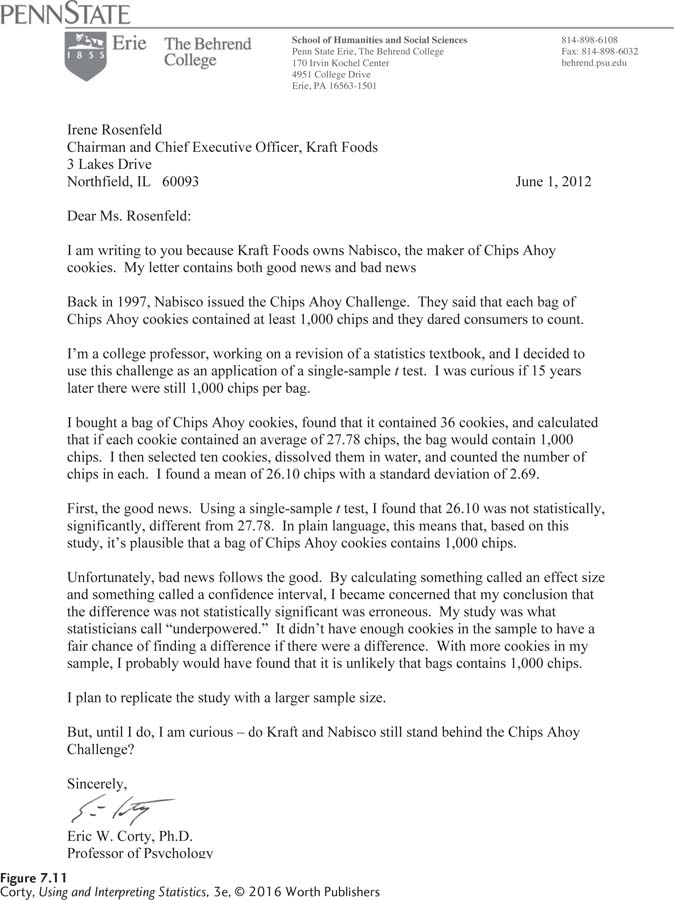 PENNSTATE
1 8 5 5
Erie
The Behrend
College
School of Humanities and Social Sciences
Penn State Erie, The Behrend College
170 Irvin Kochel Center
4951 College Drive
Erie, PA 16563-1501
814-898-6108
Fax: 814-898-6032
behrend.psu.edu
Irene Rosenfeld
Chairman and Chief Executive Officer, Kraft Foods
3 Lakes Drive
Northfield, IL 60093 June 1, 2012
Dear Ms. Rosenfeld:
I am writing to you because Kraft Foods owns Nabisco, the maker of Chips Ahoy
cookies. My letter contains both good news and bad news
Back in 1997, Nabisco issued the Chips Ahoy Challenge. They said that each bag of
Chips Ahoy cookies contained at least 1,000 chips and they dared consumers to count.
I'm a college professor, working on a revision of a statistics textbook, and I decided to
use this challenge as an application of a single-sample t test. I was curious if 15 years
later there were still 1,000 chips per bag.
I bought a bag of Chips Ahoy cookies, found that it contained 36 cookies, and calculated
that if each cookie contained an average of 27.78 chips, the bag would contain 1,000
chips. I then selected ten cookies, dissolved them in water, and counted the number of
chips in each. I found a mean of 26.10 chips with a standard deviation of 2.69.
First, the good news. Using a single-sample t test, I found that 26.10 was not statistically,
significantly, different from 27.78. In plain language, this means that, based on this
study, it's plausible that a bag of Chips Ahoy cookies contains 1,000 chips.
Unfortunately, bad news follows the good. By calculating something called an effect size
and something called a confidence interval, I became concerned that my conclusion that
the difference was not statistically significant was erroneous. My study was what
statisticians call “underpowered.” It didn't have enough cookies in the sample to have a
fair chance of finding a difference if there were a difference. With more cookies in my
sample, I probably would have found that it is unlikely that bags contains 1,000 chips.
I plan to replicate the study with a larger sample size.
But, until I do, I am curious – do Kraft and Nabisco still stand behind the Chips Ahoy
Challenge?
Sincerely,
Eric W. Corty, Ph.D.
Professor of Psychology
Figure 7.11
Corty, Using and Interpreting Statistics, 3e, © 2016 Worth Publishers